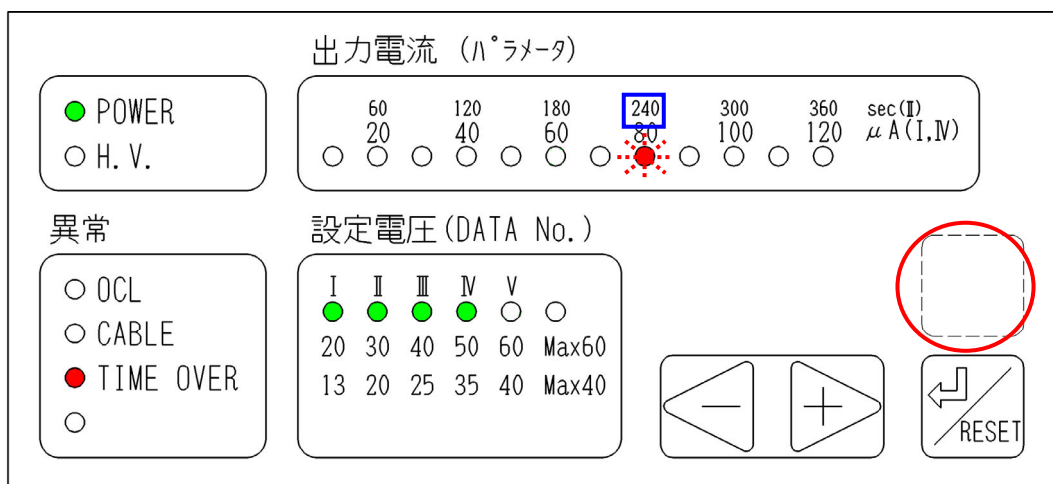 出力電流 (パラメータ)
POWER
H. V.
60 120 180 240 300 360 sec(Ⅱ)
20 40 60 80 100 120 μA(Ⅰ,Ⅳ)
異常
OCL
CABLE
TIME OVER
設定電圧(DATA No.)
Ⅰ Ⅱ Ⅲ Ⅳ Ⅴ
20 30 40 50 60 Max60
13 20 25 35 40 Max40
－ ＋
RESET